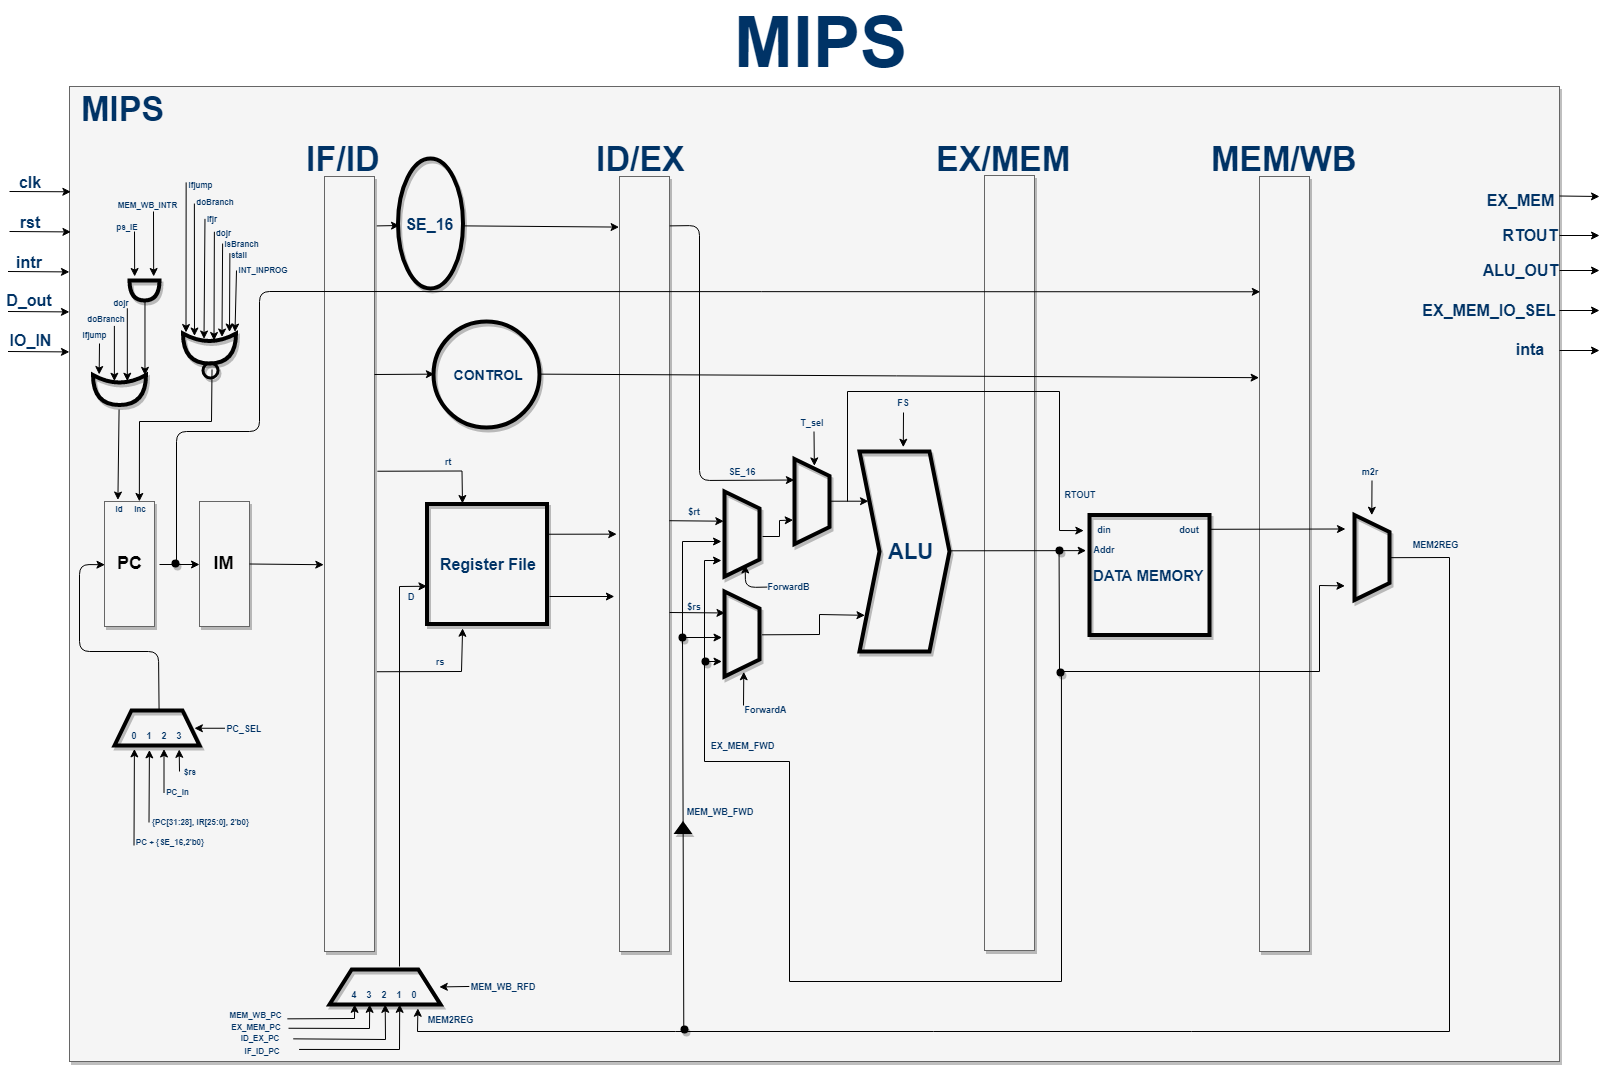 MIPS
MIPS
IF/ID
ID/EX
EX/MEM
MEM/WB
clk
rst
intr
D_out
IO_IN
EX_MEM
RTOUT
ALU_OUT
EX_MEM_IO_SEL
inta
MEM_WB_INTR
ps_IE
ifjump
doBranch
ifjr
dojr
isBranch
stall
INT_INPROG
dojr
doBranch
ifjump
SE_16
CONTROL
ld
inc
PC
IM
rt
Register File
D
rs
T_sel
FS
SE_16
$rt
ForwardB
$rs
ForwardA
ALU
RTOUT
din
dout
Addr
DATA MEMORY
m2r
MEM2REG
PC_SEL
0 1 2 3
$rs
PC_in
{PC[31:28], IR[25:0], 2'b0}
PC + {SE_16,2'b0}
EX_MEM_FWD
MEM_WB_FWD
MEM_WB_RFD
4 3 2 1 0
MEM_WB_PC
EX_MEM_PC
ID_EX_PC
IF_ID_PC
MEM2REG